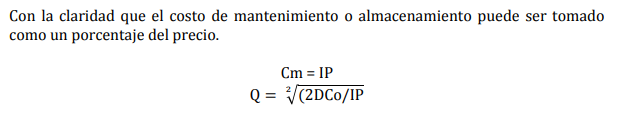 Con la claridad que el costo de mantenimiento o almacenamiento puede ser tomado
como un porcentaje del precio.
Cm = IP
Q = ²√(2DCo/IP